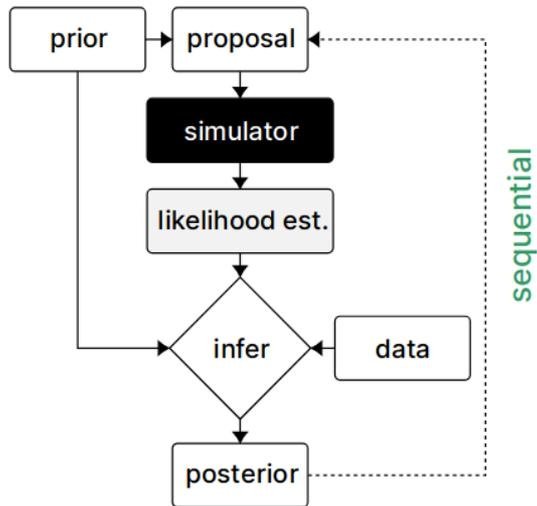 prior
proposal
simulator
likelihood est.
sequential
infer
data
posterior